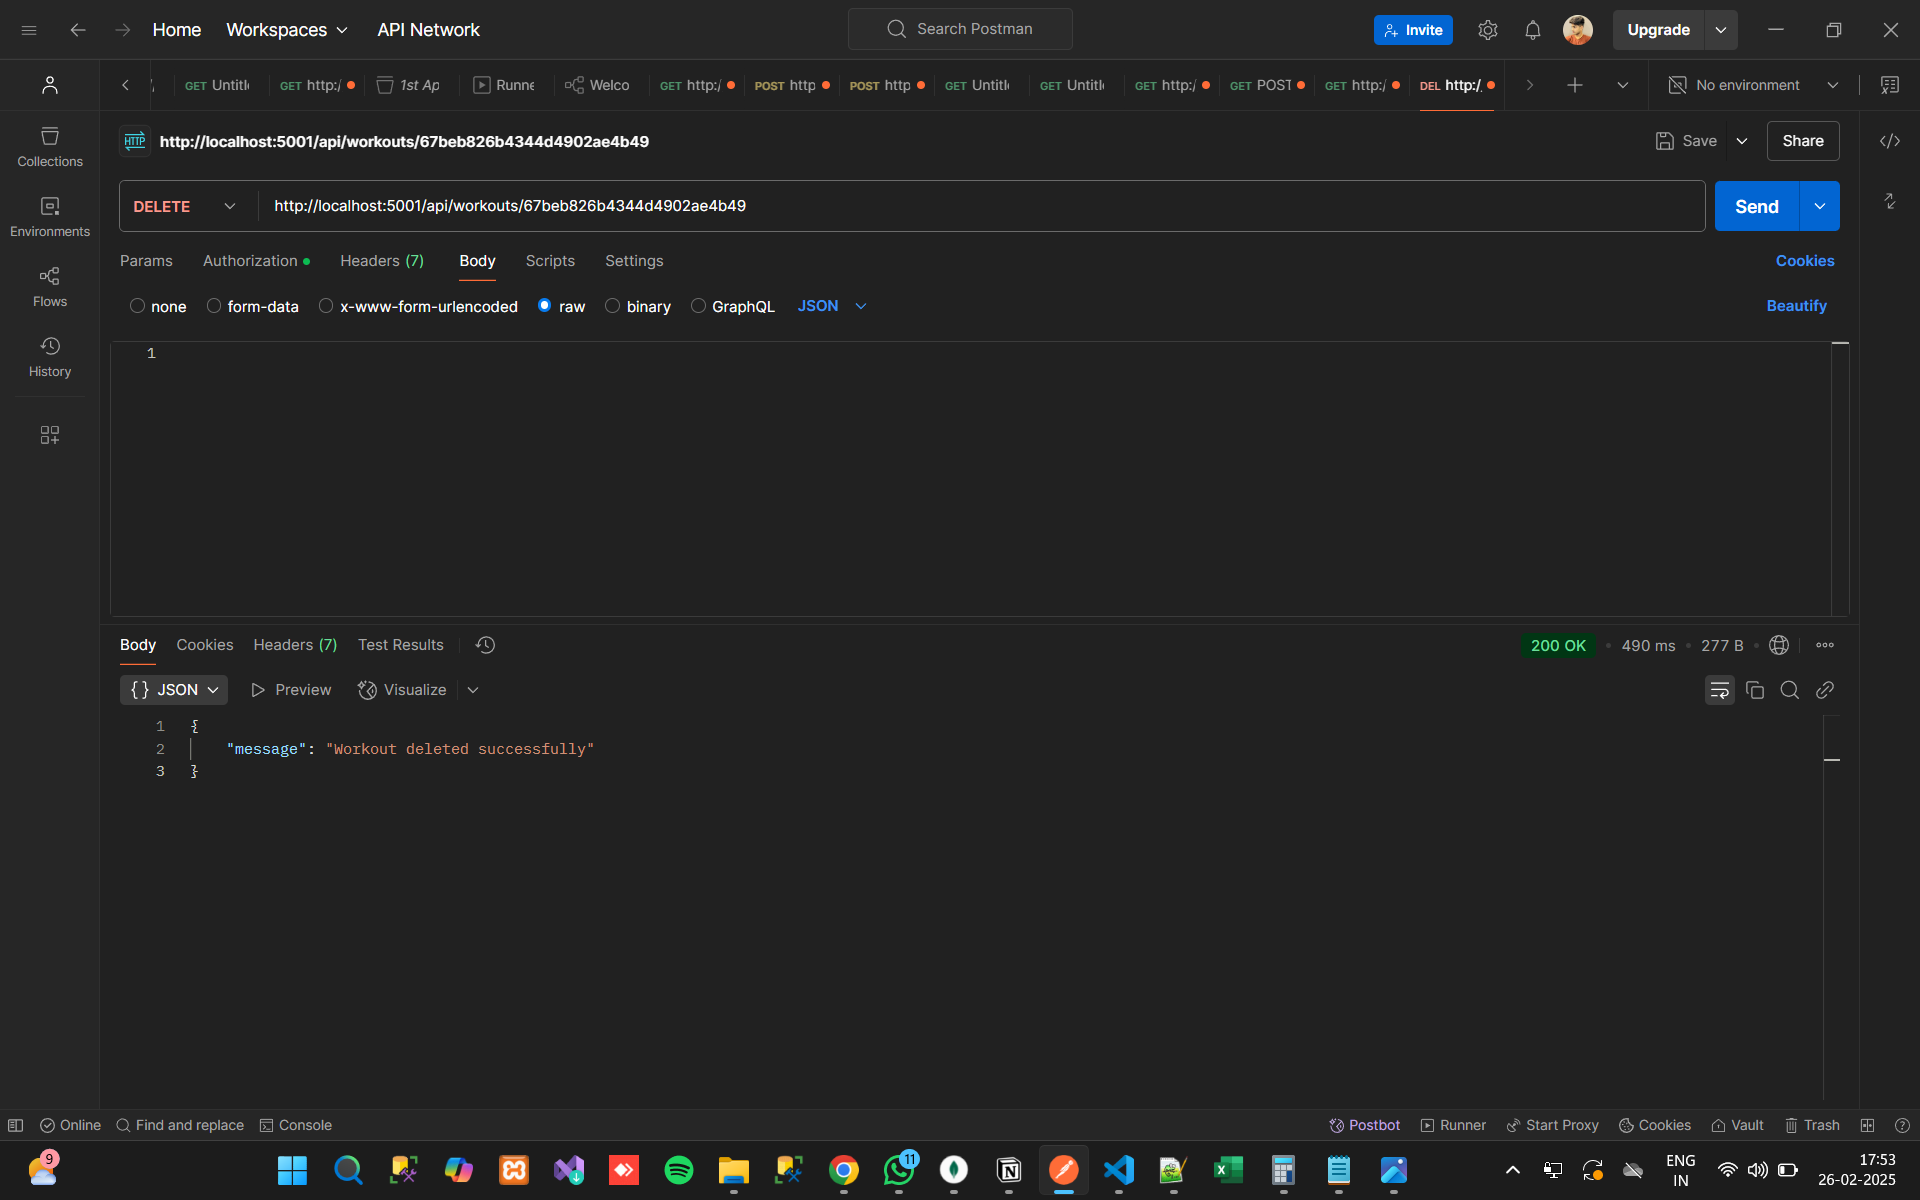 Home Workspaces API Network Search Postman Invite Upgrade
GET Untitl GET http:/ 1st Ap Runne Welco GET http:/ POST http POST http GET Untitl GET Untitl GET http:/ GET POST GET http:/ DEL http:/ No environment
HTTP http://localhost:5001/api/workouts/67beb826b4344d4902ae4b49 Save Share
Collections
Environments
Flows
History
DELETE http://localhost:5001/api/workouts/67beb826b4344d4902ae4b49 Send
Params Authorization Headers (7) Body Scripts Settings Cookies
none form-data x-www-form-urlencoded raw binary GraphQL JSON Beautify
1
Body Cookies Headers (7) Test Results 200 OK 490 ms 277 B
{} JSON Preview Visualize
1 {
2 "message": "Workout deleted successfully"
3 }
Online Find and replace Console Postbot Runner Start Proxy Cookies Vault Trash
9 11 ENG 17:53
IN 26-02-2025